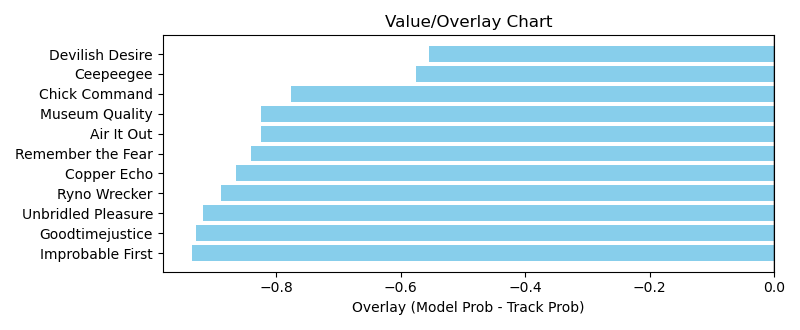 Value/Overlay Chart
Devilish Desire
Ceepeegee
Chick Command
Museum Quality
Air It Out
Remember the Fear
Copper Echo
Ryno Wrecker
Unbridled Pleasure
Goodtimejustice
Improbable First
−0.8 −0.6 −0.4 −0.2 0.0
Overlay (Model Prob - Track Prob)